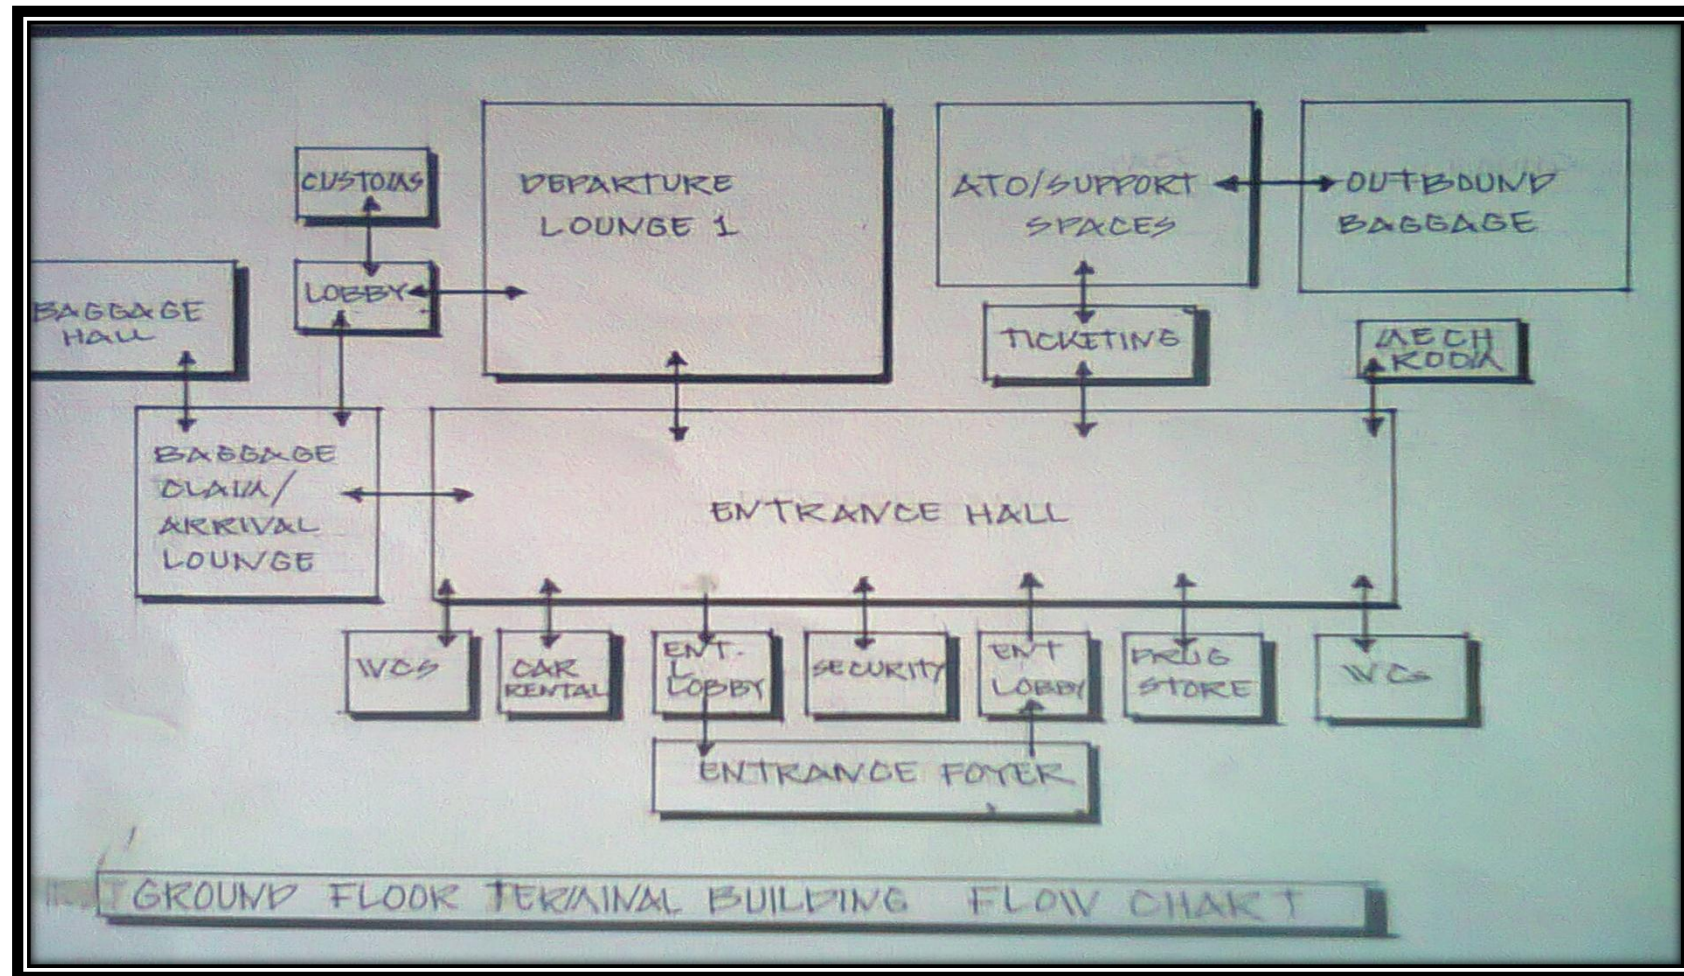 CUSTOMS
DEPARTURE
LOUNGE 1
ATO/SUPPORT
SPACES
OUTBOUND
BAGGAGE
LOBBY
BAGGAGE
HALL
TICKETING
MECH
ROOM
BAGGAGE
CLAIM/
ARRIVAL
LOUNGE
ENTRANCE HALL
WCS
CAR
RENTAL
ENT.
LOBBY
SECURITY
ENT
LOBBY
DRUG
STORE
WCs
ENTRANCE FOYER
GROUND FLOOR TERMINAL BUILDING FLOW CHART